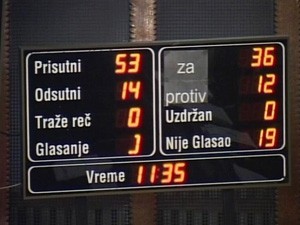 Prisutni 53
Odsutni 14
Traže reč 0
Glasanje
za 36
protiv 12
Uzdržan 0
Nije Glasao 19
Vreme 11:35